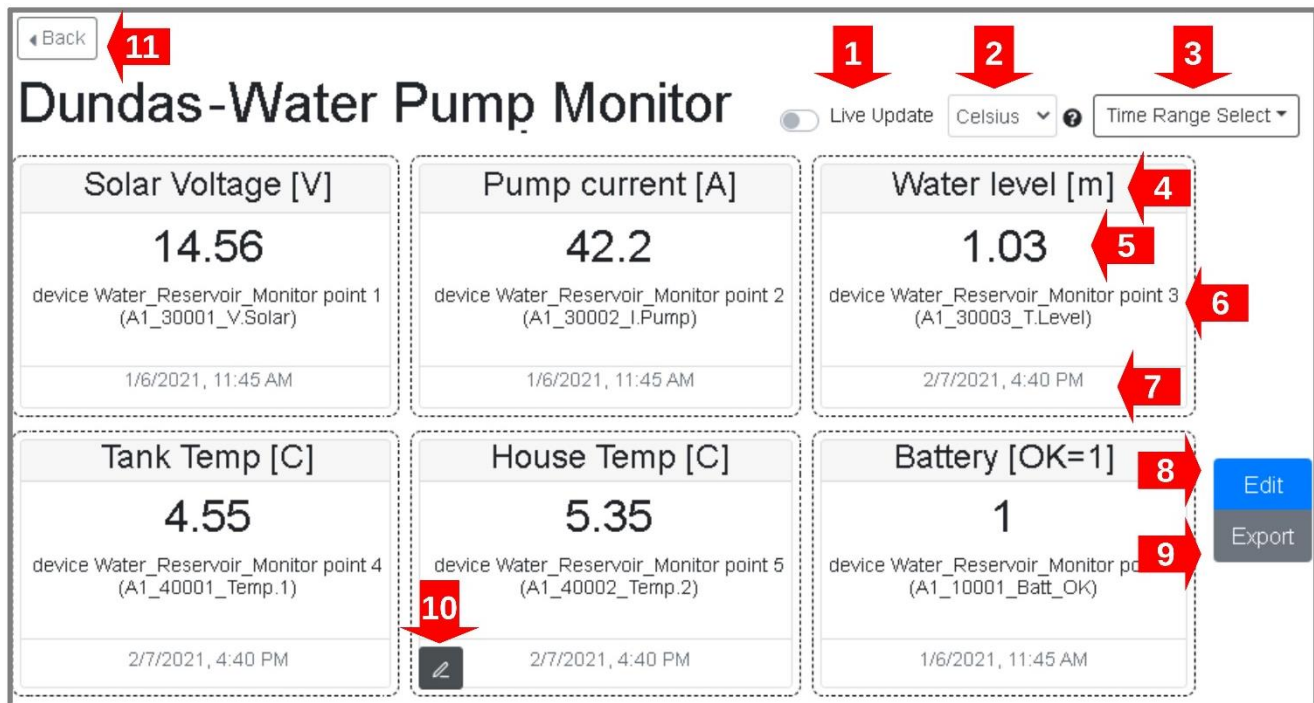 Back
11
1
2
3
Dundas-Water Pump Monitor
Live Update
Celsius
?
Time Range Select
Solar Voltage [V]
14.56
device Water_Reservoir_Monitor point 1
(A1_30001_V.Solar)
1/6/2021, 11:45 AM
Pump current [A]
42.2
device Water_Reservoir_Monitor point 2
(A1_30002_I.Pump)
1/6/2021, 11:45 AM
Water level [m]
4
1.03
5
device Water_Reservoir_Monitor point 3
(A1_30003_T.Level)
6
2/7/2021, 4:40 PM
7
Tank Temp [C]
4.55
device Water_Reservoir_Monitor point 4
(A1_40001_Temp.1)
2/7/2021, 4:40 PM
House Temp [C]
5.35
device Water_Reservoir_Monitor point 5
(A1_40002_Temp.2)
10
2/7/2021, 4:40 PM
Battery [OK=1]
1
device Water_Reservoir_Monitor
(A1_10001_Batt_OK)
1/6/2021, 11:45 AM
8
Edit
9
Export